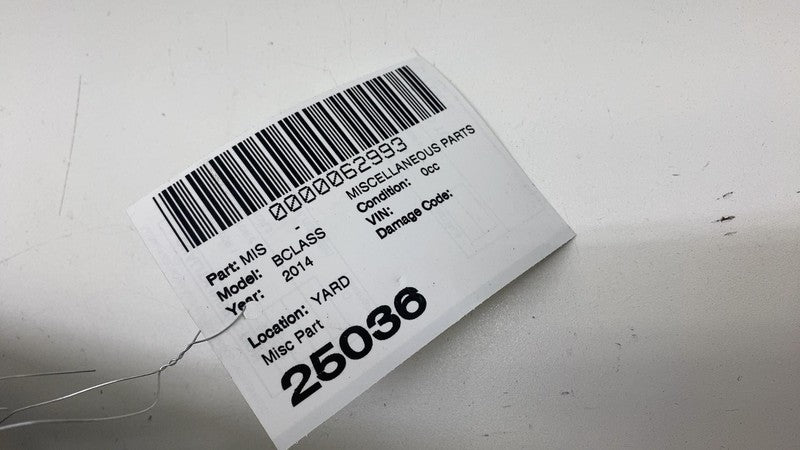 0000062993
Part: MIS - MISCELLANEOUS PARTS
Model: BCLASS Condition: 0cc
Year: 2014 VIN:
Damage Code:
Location: YARD
Misc Part
25036